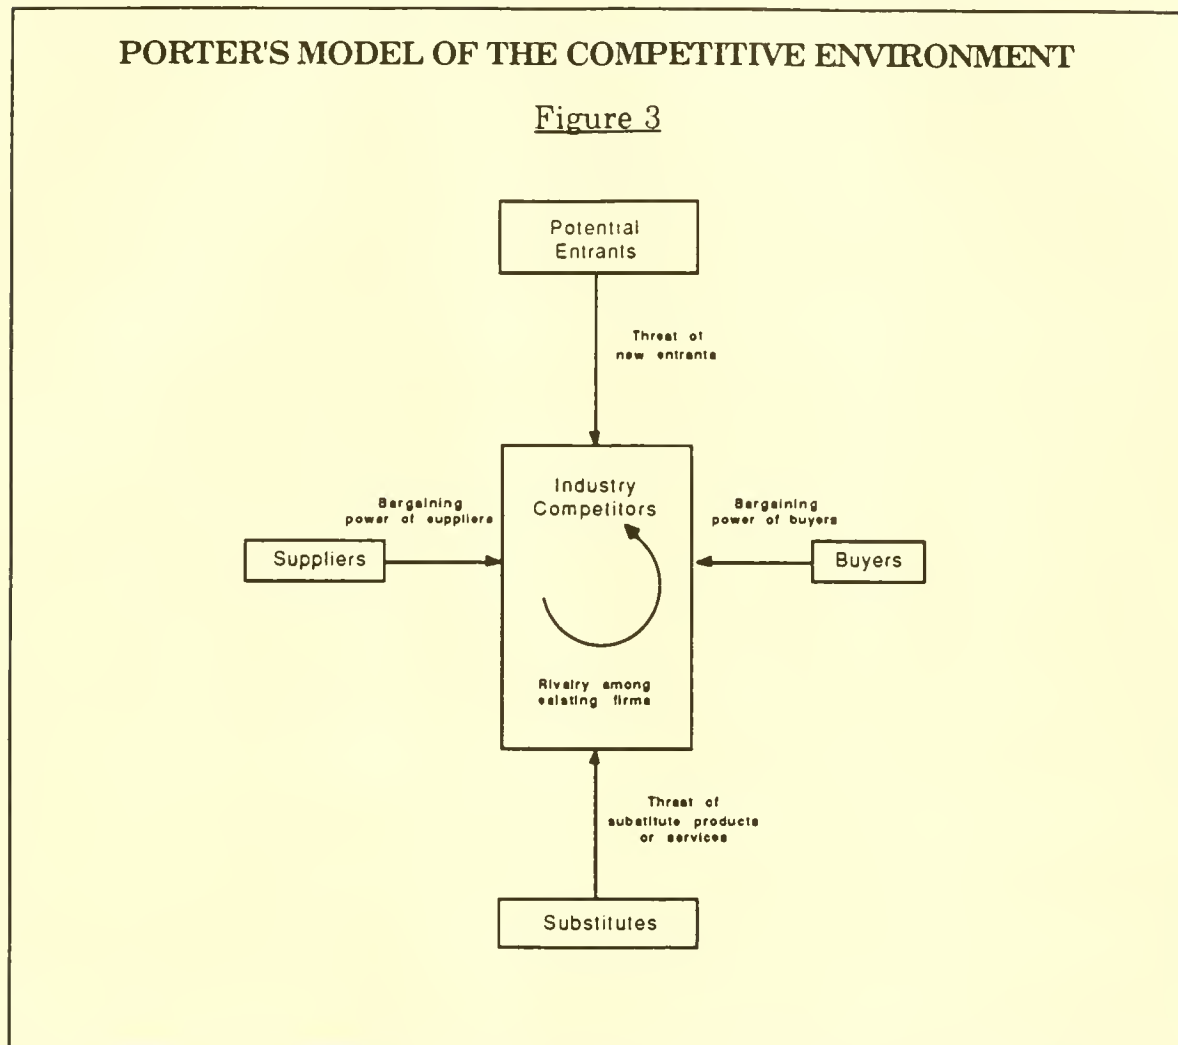 PORTER'S MODEL OF THE COMPETITIVE ENVIRONMENT
Figure 3
Potential
Entrants
Threat of
new entrants
Industry
Competitors
Bargaining
power of suppliers
Bargaining
power of buyers
Suppliers
Buyers
Rivalry among
existing firms
Threat of
substitute products
or services
Substitutes